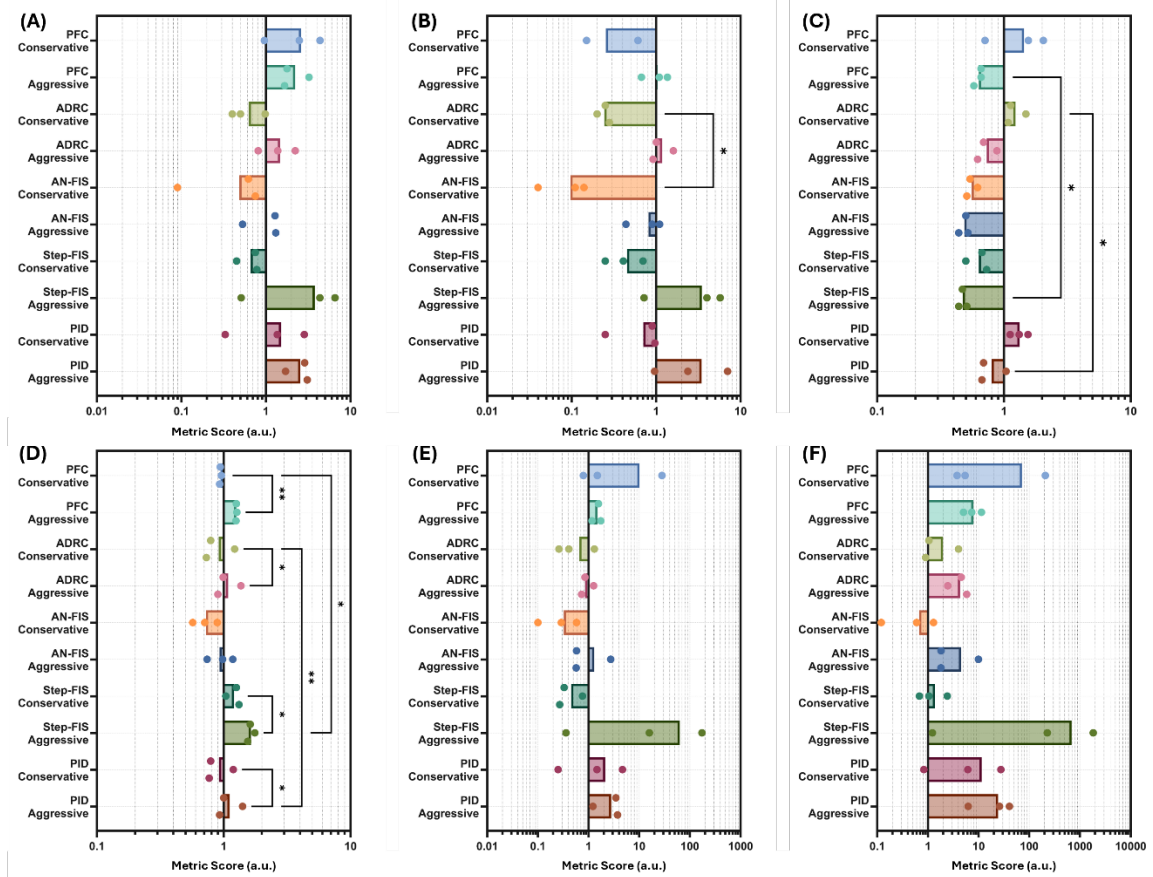 (A)
PFC
Conservative
PFC
Aggressive
ADRC
Conservative
ADRC
Aggressive
AN-FIS
Conservative
AN-FIS
Aggressive
Step-FIS
Conservative
Step-FIS
Aggressive
PID
Conservative
PID
Aggressive
0.01 0.1 1 10
Metric Score (a.u.)
(B)
PFC
Conservative
PFC
Aggressive
ADRC
Conservative
ADRC
Aggressive
AN-FIS
Conservative
AN-FIS
Aggressive
Step-FIS
Conservative
Step-FIS
Aggressive
PID
Conservative
PID
Aggressive
*
0.01 0.1 1 10
Metric Score (a.u.)
(C)
PFC
Conservative
PFC
Aggressive
ADRC
Conservative
ADRC
Aggressive
AN-FIS
Conservative
AN-FIS
Aggressive
Step-FIS
Conservative
Step-FIS
Aggressive
PID
Conservative
PID
Aggressive
*
*
0.1 1 10
Metric Score (a.u.)
(D)
PFC
Conservative
PFC
Aggressive
ADRC
Conservative
ADRC
Aggressive
AN-FIS
Conservative
AN-FIS
Aggressive
Step-FIS
Conservative
Step-FIS
Aggressive
PID
Conservative
PID
Aggressive
**
*
*
**
*
*
0.1 1 10
Metric Score (a.u.)
(E)
PFC
Conservative
PFC
Aggressive
ADRC
Conservative
ADRC
Aggressive
AN-FIS
Conservative
AN-FIS
Aggressive
Step-FIS
Conservative
Step-FIS
Aggressive
PID
Conservative
PID
Aggressive
0.01 0.1 1 10 100 1000
Metric Score (a.u.)
(F)
PFC
Conservative
PFC
Aggressive
ADRC
Conservative
ADRC
Aggressive
AN-FIS
Conservative
AN-FIS
Aggressive
Step-FIS
Conservative
Step-FIS
Aggressive
PID
Conservative
PID
Aggressive
0.1 1 10 100 1000 10000
Metric Score (a.u.)